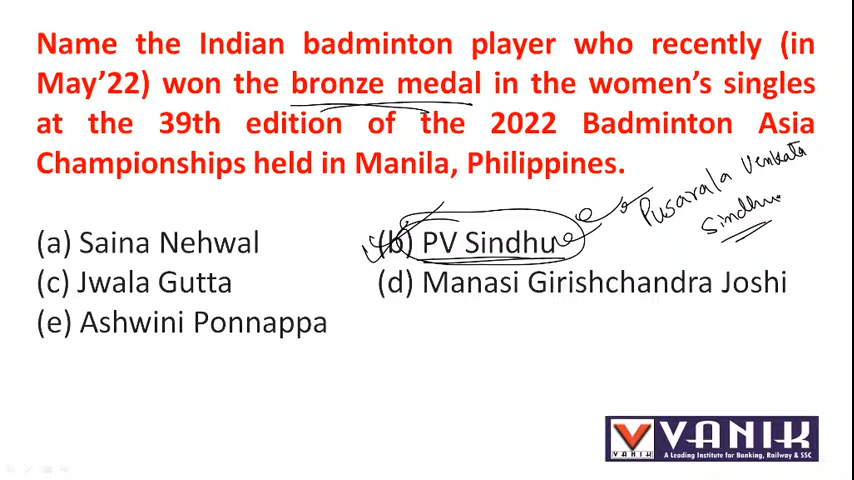 Name the Indian badminton player who recently (in
May'22) won the bronze medal in the women's singles
at the 39th edition of the 2022 Badminton Asia
Championships held in Manila, Philippines.
Pusarala Venkata
Sindhu
(a) Saina Nehwal (b) PV Sindhu
(c) Jwala Gutta (d) Manasi Girishchandra Joshi
(e) Ashwini Ponnappa
VANIK
VANIK
A Leading Institute for Banking, Railway & SSC